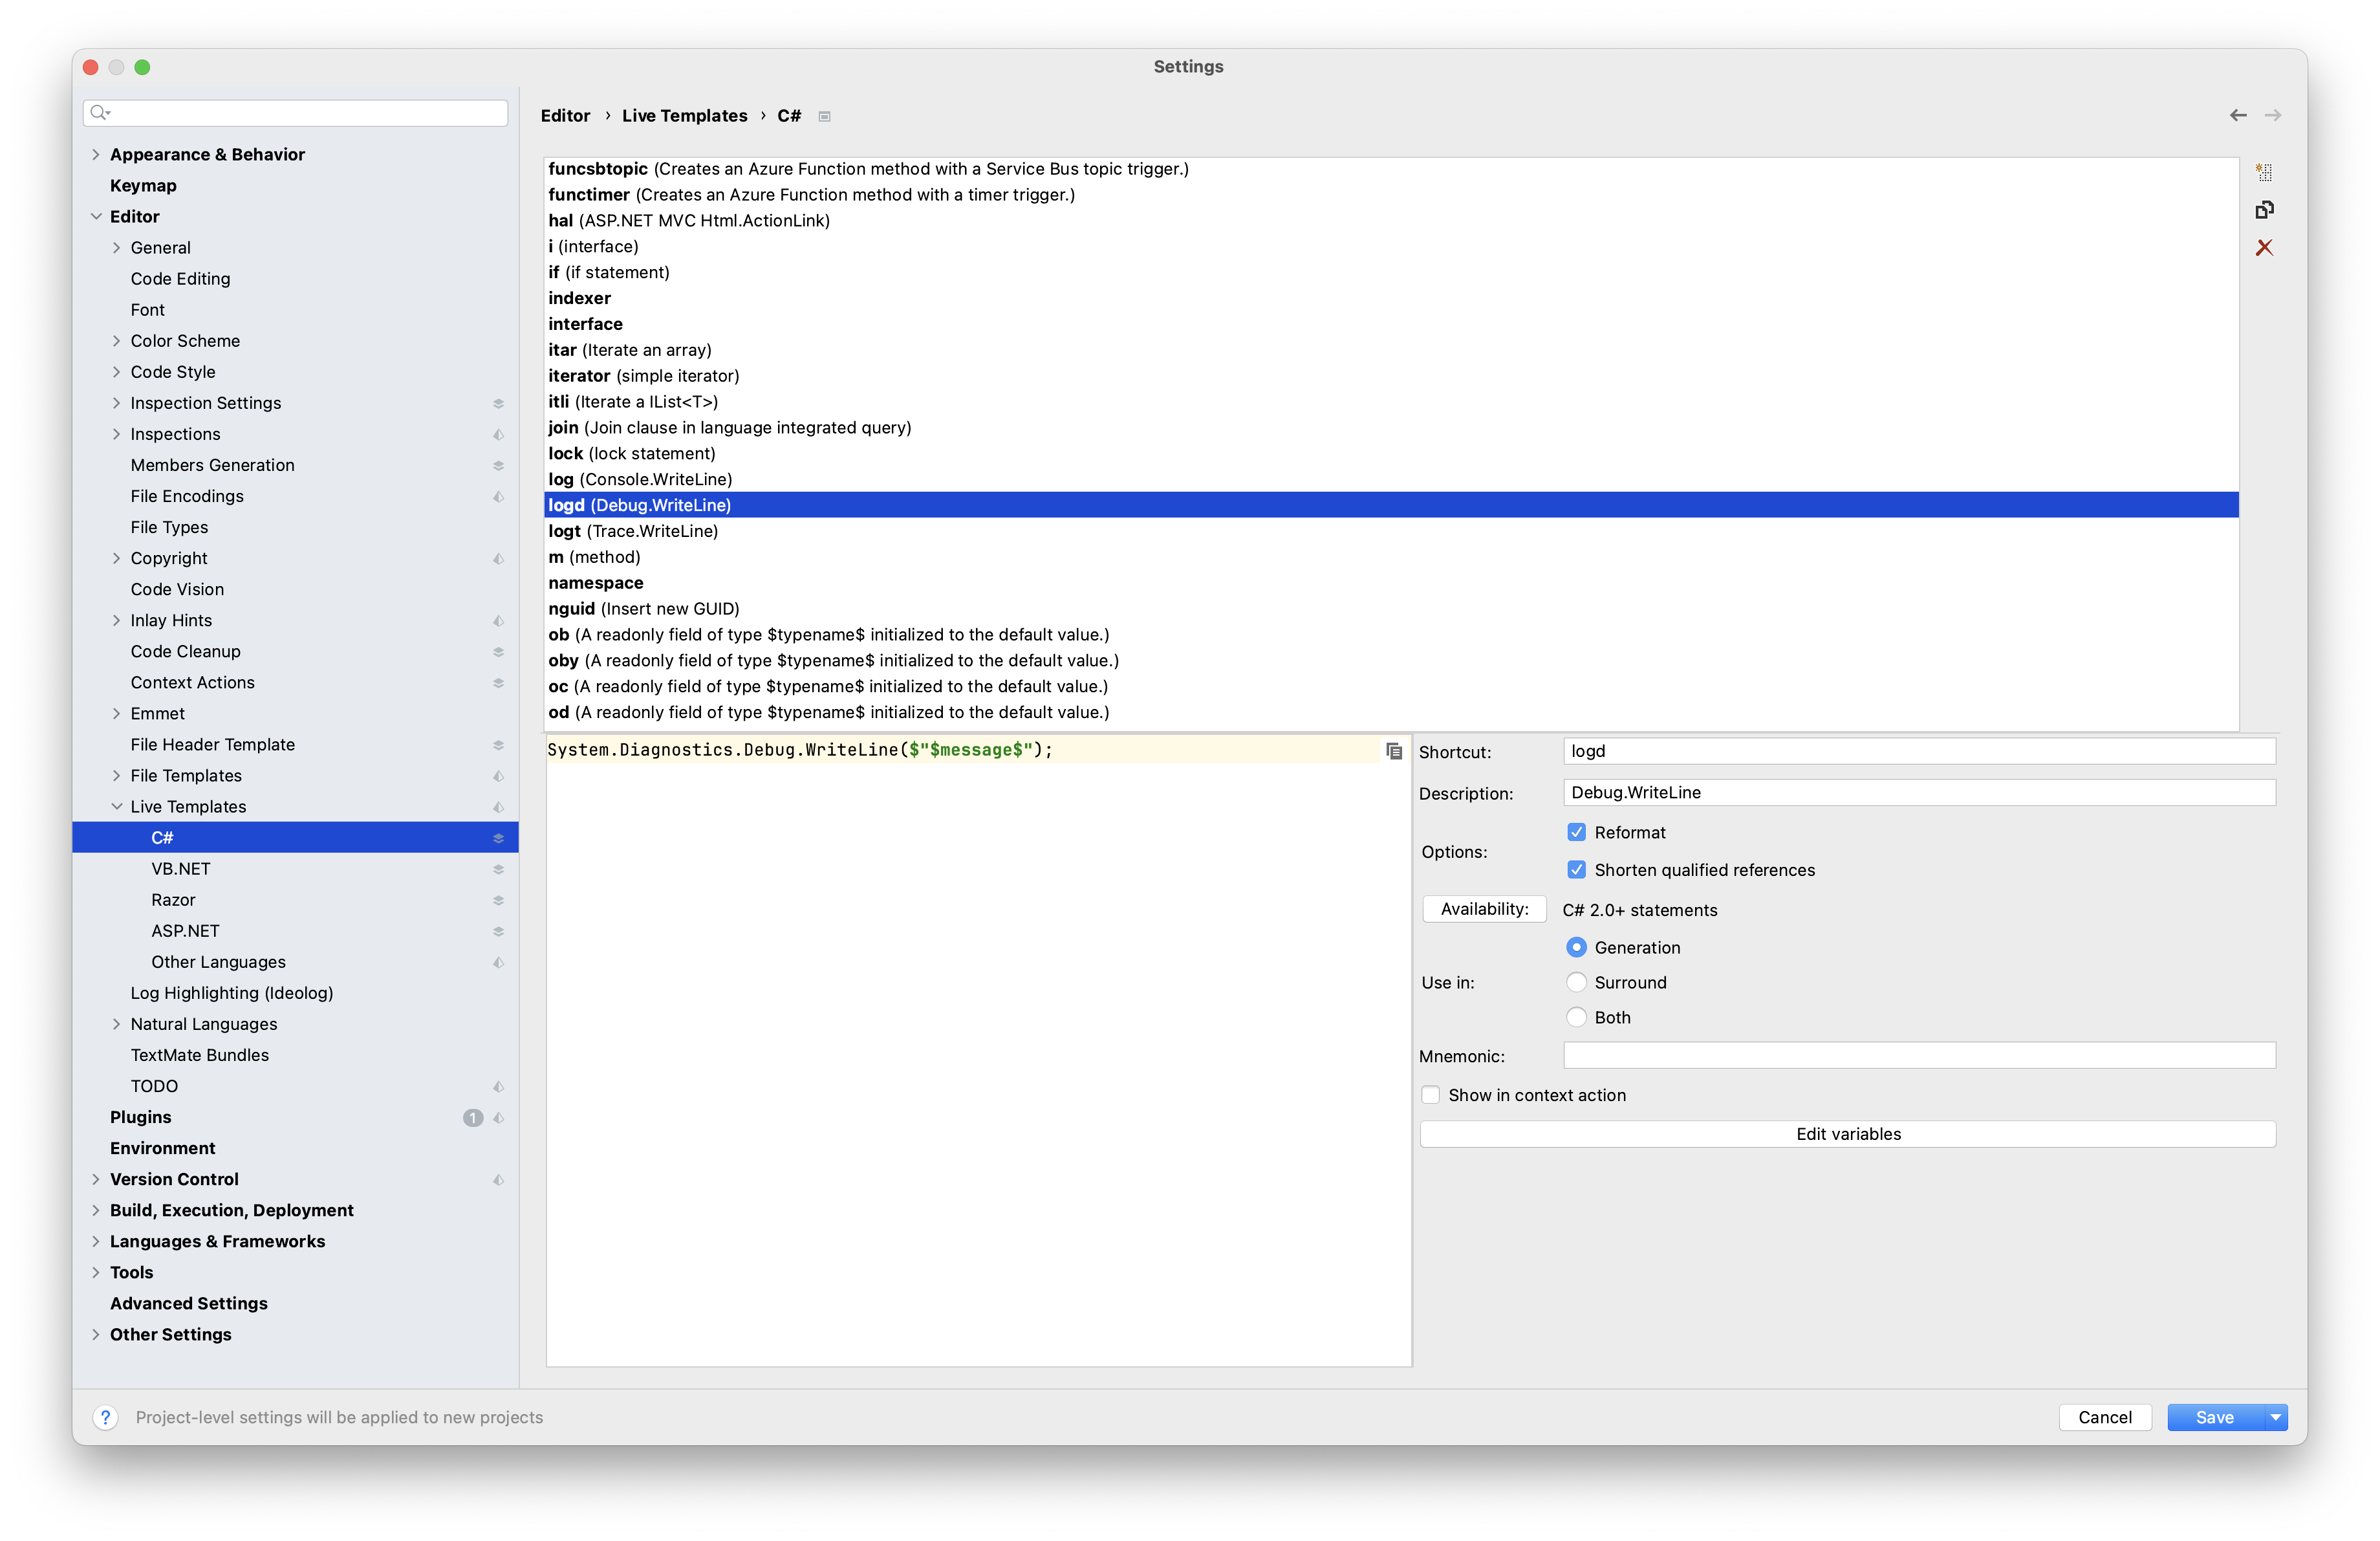 Settings
Appearance & Behavior
Keymap
Editor
General
Code Editing
Font
Color Scheme
Code Style
Inspection Settings
Inspections
Members Generation
File Encodings
File Types
Copyright
Code Vision
Inlay Hints
Code Cleanup
Context Actions
Emmet
File Header Template
File Templates
Live Templates
C#
VB.NET
Razor
ASP.NET
Other Languages
Log Highlighting (Ideolog)
Natural Languages
TextMate Bundles
TODO
Plugins 1
Environment
Version Control
Build, Execution, Deployment
Languages & Frameworks
Tools
Advanced Settings
Other Settings
Editor › Live Templates › C#
funcsbtopic (Creates an Azure Function method with a Service Bus topic trigger.)
functimer (Creates an Azure Function method with a timer trigger.)
hal (ASP.NET MVC Html.ActionLink)
i (interface)
if (if statement)
indexer
interface
itar (Iterate an array)
iterator (simple iterator)
itli (Iterate a IList<T>)
join (Join clause in language integrated query)
lock (lock statement)
log (Console.WriteLine)
logd (Debug.WriteLine)
logt (Trace.WriteLine)
m (method)
namespace
nguid (Insert new GUID)
ob (A readonly field of type $typename$ initialized to the default value.)
oby (A readonly field of type $typename$ initialized to the default value.)
oc (A readonly field of type $typename$ initialized to the default value.)
od (A readonly field of type $typename$ initialized to the default value.)
System.Diagnostics.Debug.WriteLine($"$message$");
Shortcut: logd
Description: Debug.WriteLine
Options:
Reformat
Shorten qualified references
Availability: C# 2.0+ statements
Use in:
Generation
Surround
Both
Mnemonic:
Show in context action
Edit variables
? Project-level settings will be applied to new projects
Cancel
Save